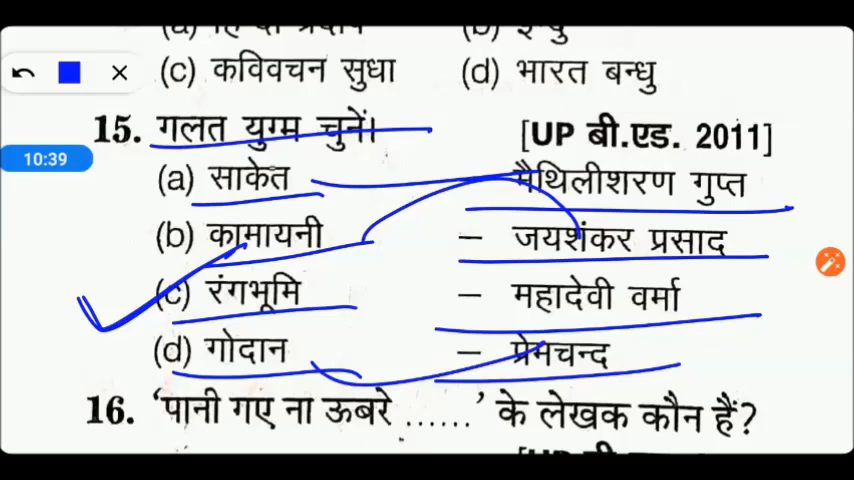 (c) कविवचन सुधा (d) भारत बन्धु
15. गलत युग्म चुनें। [UP बी.एड. 2011]
10:39
(a) साकेत मैथिलीशरण गुप्त
(b) कामायनी – जयशंकर प्रसाद
(c) रंगभूमि – महादेवी वर्मा
(d) गोदान – प्रेमचन्द
16. 'पानी गए ना ऊबरे ......' के लेखक कौन हैं?